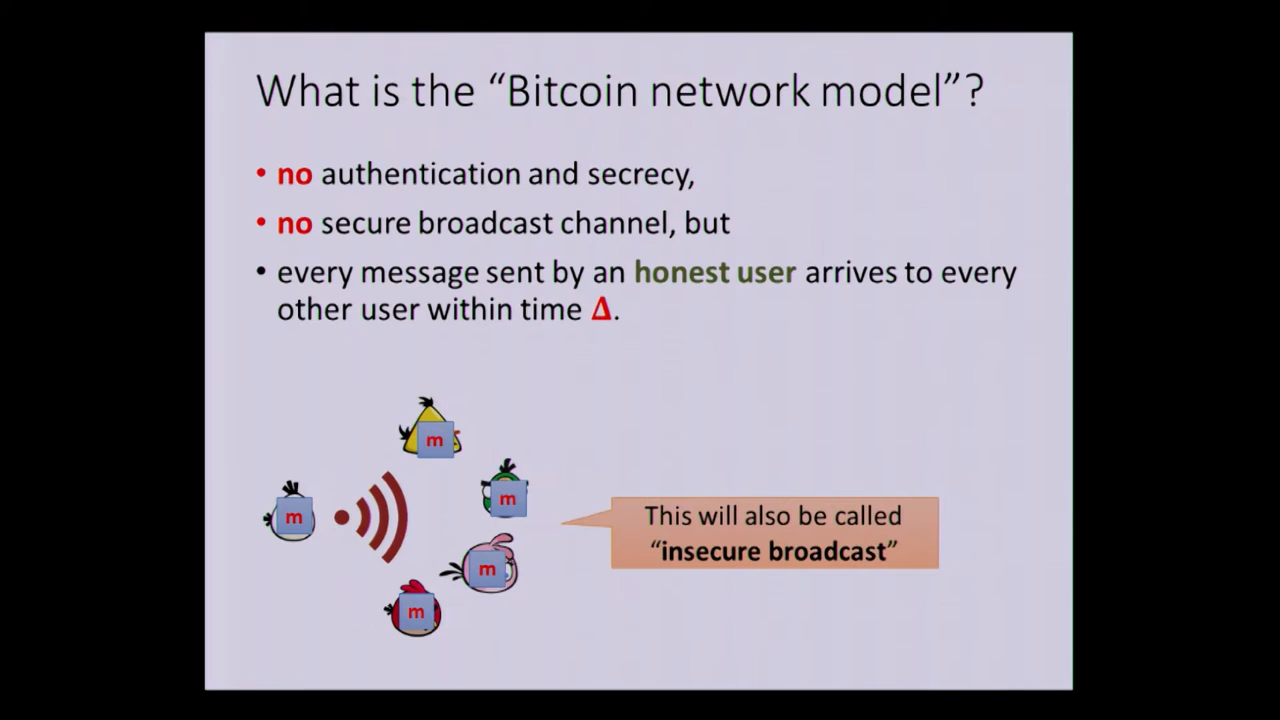 What is the “Bitcoin network model”?
• no authentication and secrecy,
• no secure broadcast channel, but
• every message sent by an honest user arrives to every
other user within time Δ.
m
m
m
m
m
This will also be called
“insecure broadcast”